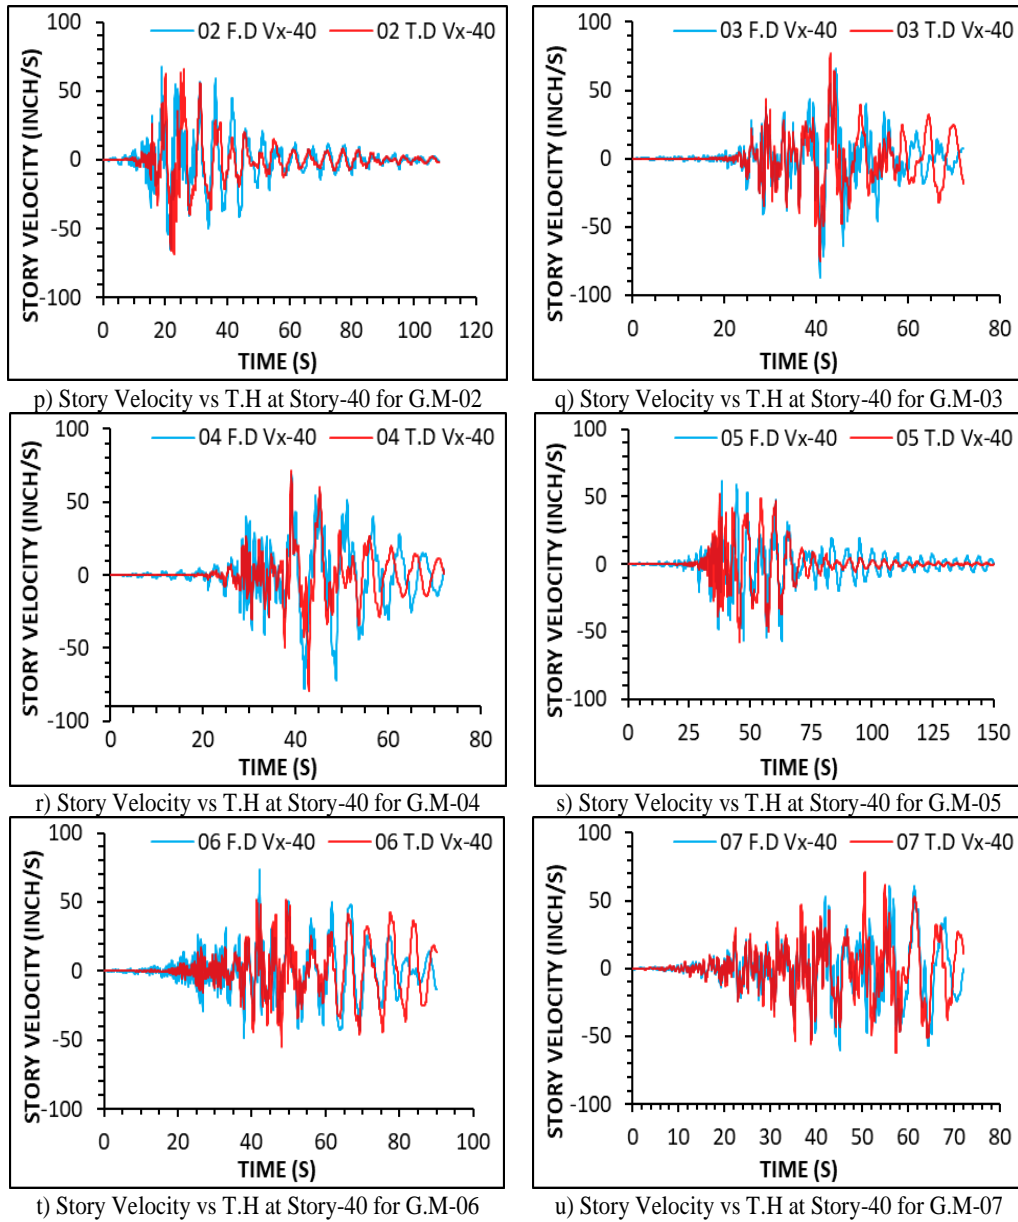 02 F.D Vx-40 02 T.D Vx-40
STORY VELOCITY (INCH/S)
100
50
0
-50
-100
0 20 40 60 80 100 120
TIME (S)
p) Story Velocity vs T.H at Story-40 for G.M-02
03 F.D Vx-40 03 T.D Vx-40
STORY VELOCITY (INCH/S)
100
50
0
-50
-100
0 20 40 60 80
TIME (S)
q) Story Velocity vs T.H at Story-40 for G.M-03
04 F.D Vx-40 04 T.D Vx-40
STORY VELOCITY (INCH/S)
100
50
0
-50
-100
0 20 40 60 80
TIME (S)
r) Story Velocity vs T.H at Story-40 for G.M-04
05 F.D Vx-40 05 T.D Vx-40
STORY VELOCITY (INCH/S)
100
50
0
-50
-100
0 25 50 75 100 125 150
TIME (S)
s) Story Velocity vs T.H at Story-40 for G.M-05
06 F.D Vx-40 06 T.D Vx-40
STORY VELOCITY (INCH/S)
100
50
0
-50
-100
0 20 40 60 80 100
TIME (S)
t) Story Velocity vs T.H at Story-40 for G.M-06
07 F.D Vx-40 07 T.D Vx-40
STORY VELOCITY (INCH/S)
100
50
0
-50
-100
0 10 20 30 40 50 60 70 80
TIME (S)
u) Story Velocity vs T.H at Story-40 for G.M-07